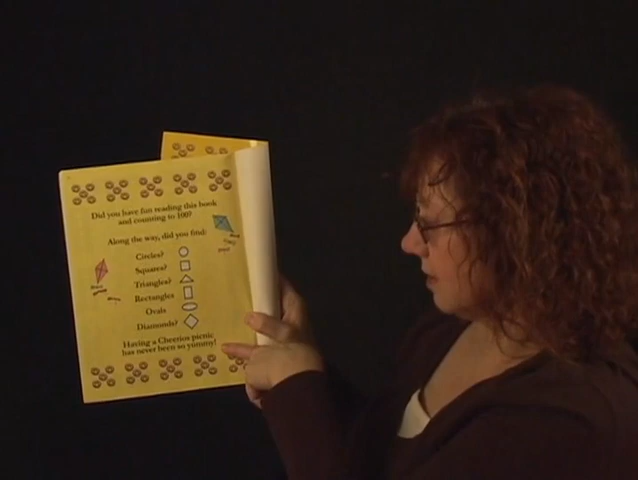 Did you have fun reading this book
and counting to 100?
Along the way, did you find:
Circles?
Squares?
Triangles?
Rectangles
Ovals
Diamonds?
Having a Cheerios picnic
has never been so yummy!